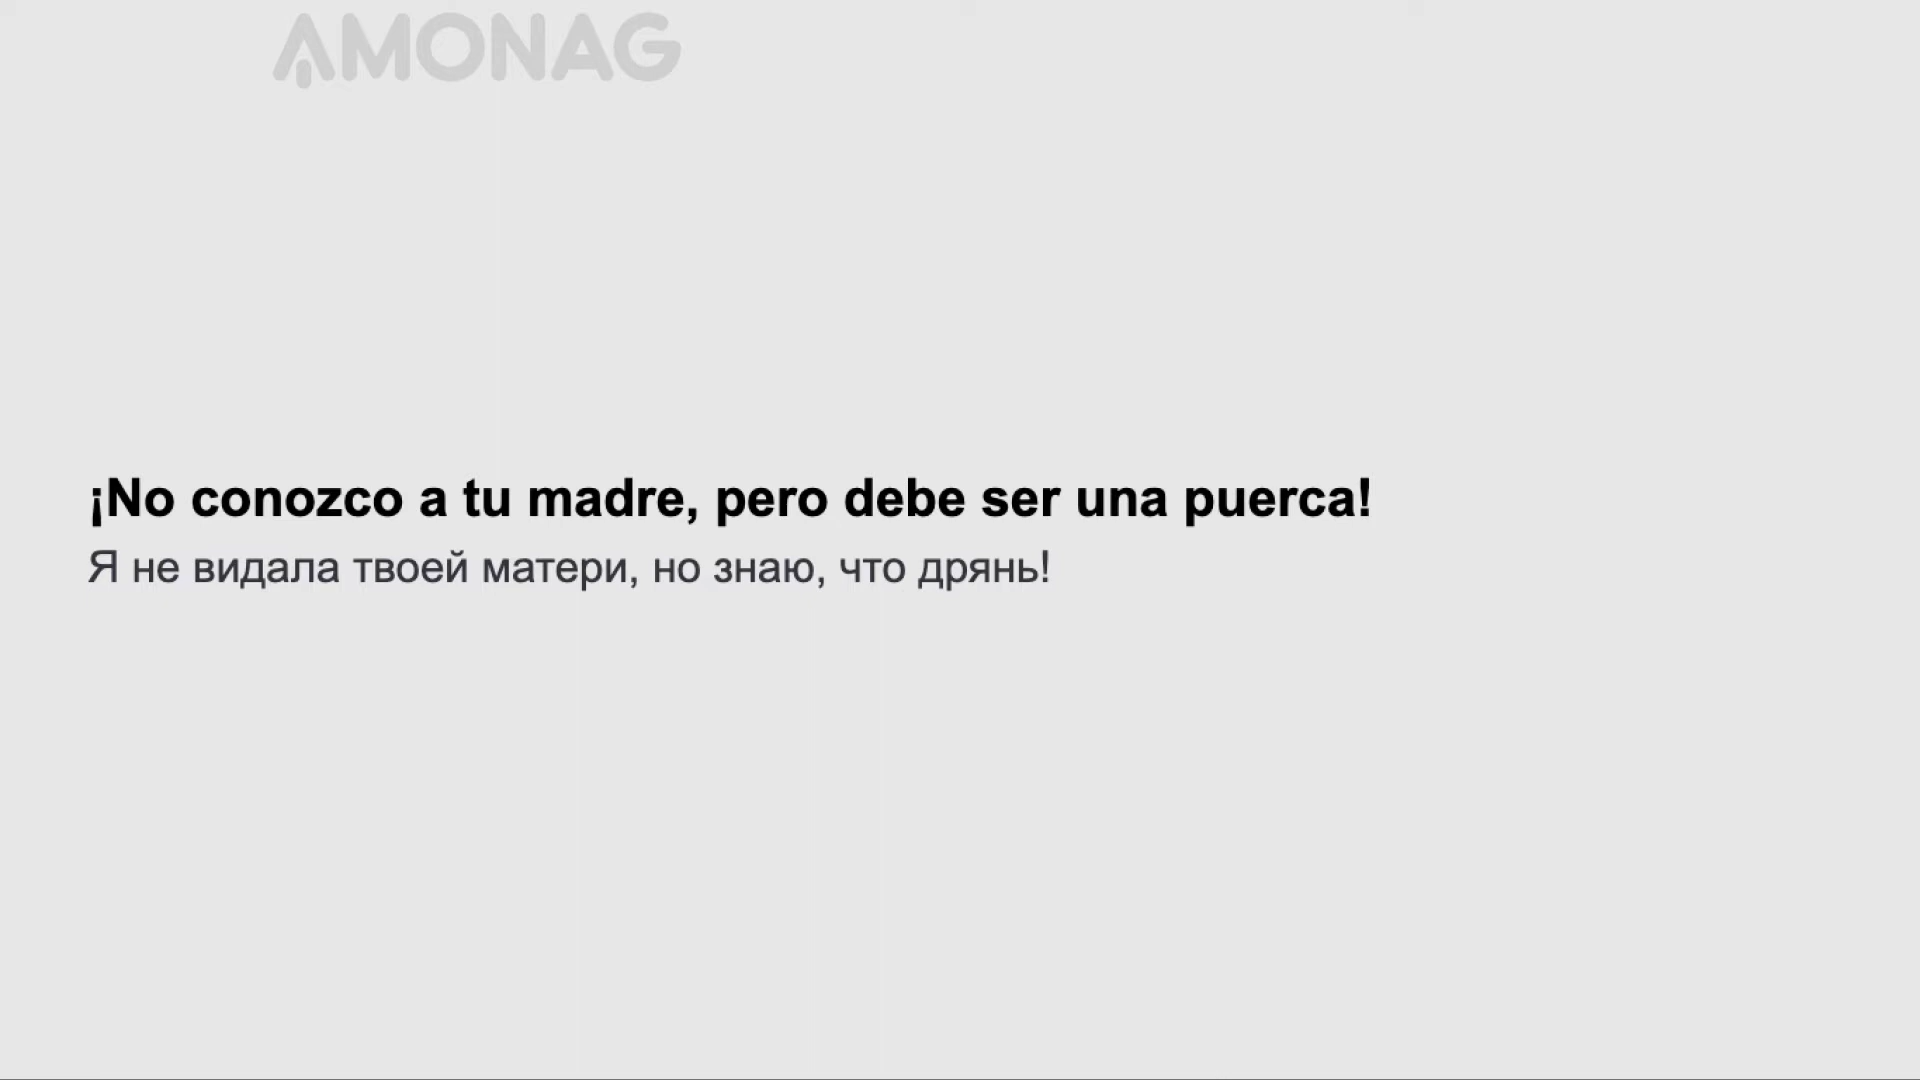 AMONAG
¡No conozco a tu madre, pero debe ser una puerca!
Я не видала твоей матери, но знаю, что дрянь!